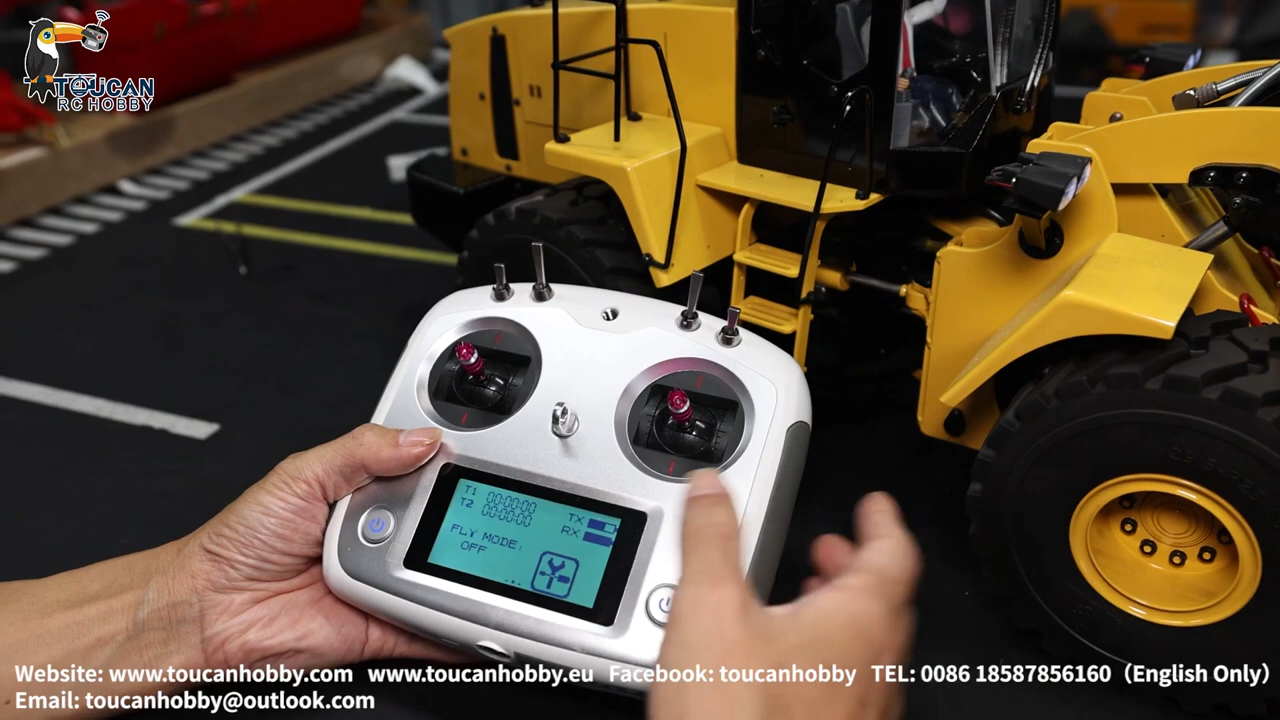 TOUCAN
RC HOBBY
T1 00:00:00
T2 00:00:00
TX
RX
FLY MODE:
OFF
Website: www.toucanhobby.com www.toucanhobby.eu Facebook: toucanhobby TEL: 0086 18587856160（English Only）
Email: toucanhobby@outlook.com